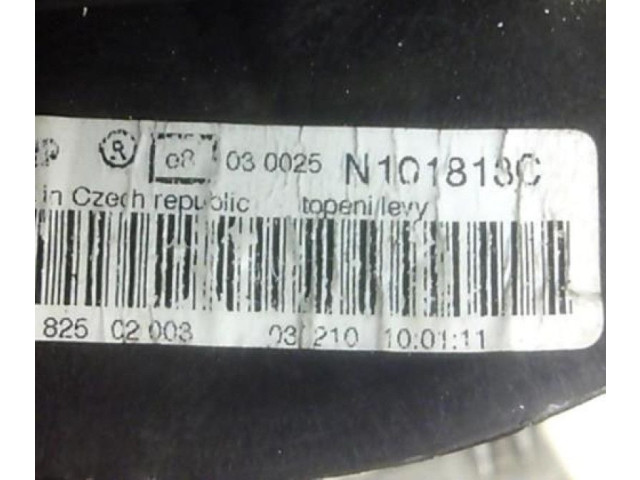 ® e8 03 0025 N101813C
in Czech republic topeni/levy
825 02 003 03 210 10:01:11